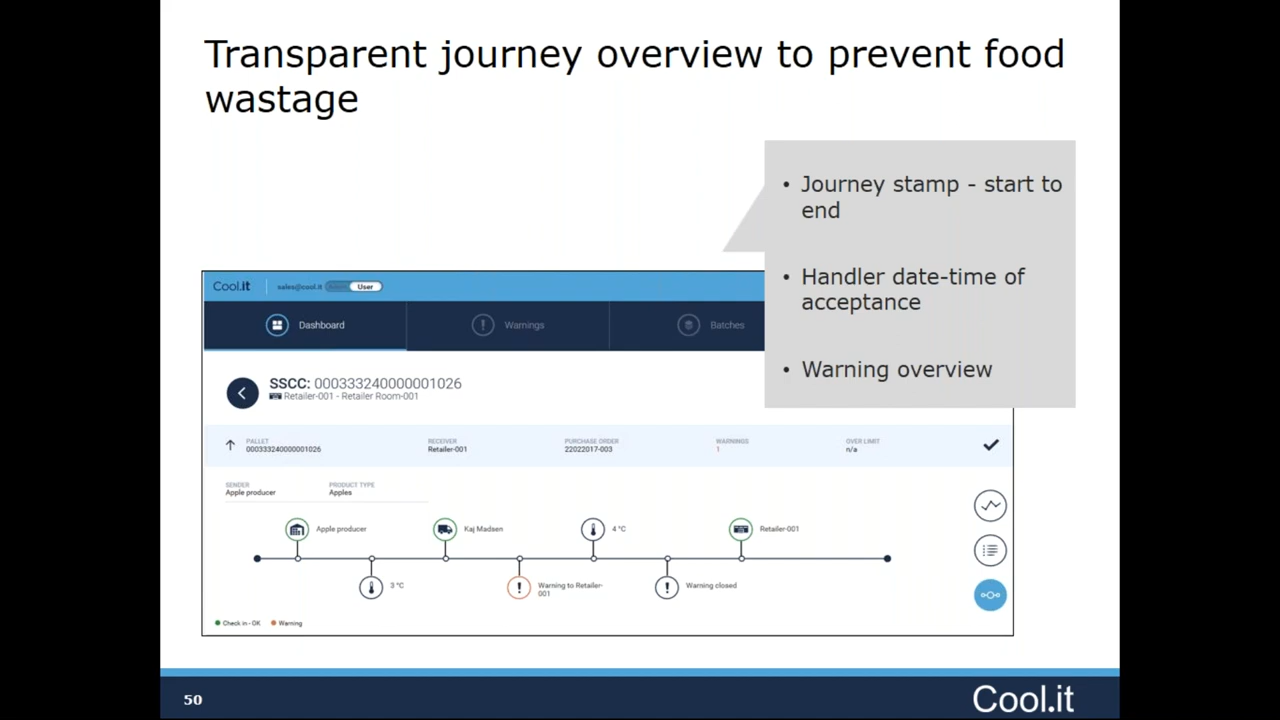 Transparent journey overview to prevent food
wastage
• Journey stamp - start to
end
• Handler date-time of
acceptance
• Warning overview
Cool.it
sales@cool.it
User
Dashboard
Warnings
Batches
SSCC: 000333240000001026
Retailer-001 - Retailer Room-001
PALLET
000333240000001026
RECEIVER
Retailer-001
PURCHASE ORDER
22022017-003
WARNINGS
1
OVER LIMIT
n/a
SENDER
Apple producer
PRODUCT TYPE
Apples
Apple producer
Kaj Madsen
4 °C
Retailer-001
3 °C
Warning to Retailer-
001
Warning closed
Check in - OK
Warning
50
Cool.it